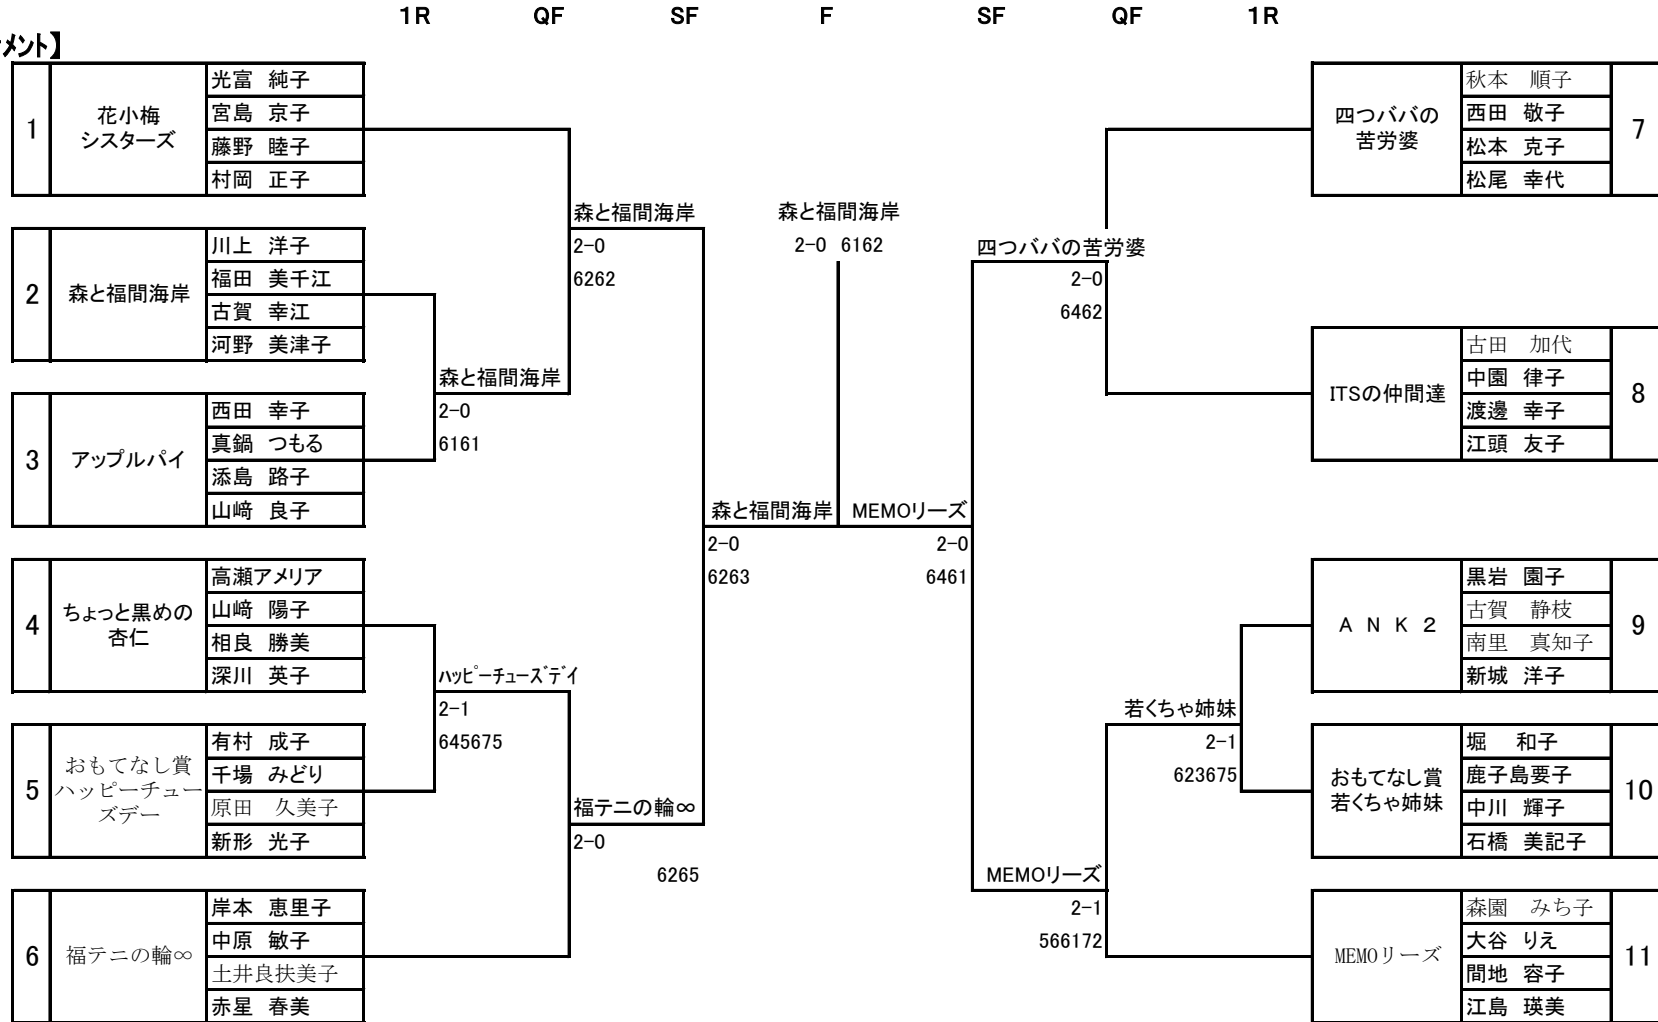 1R QF SF F SF QF 1R
メント】
1
花小梅
シスターズ
光富 純子
宮島 京子
藤野 睦子
村岡 正子
2
森と福間海岸
川上 洋子
福田 美千江
古賀 幸江
河野 美津子
3
アップルパイ
西田 幸子
真鍋 つもる
添島 路子
山﨑 良子
4
ちょっと黒めの
杏仁
高瀬アメリア
山﨑 陽子
相良 勝美
深川 英子
5
おもてなし賞
ハッピーチュー
ズデー
有村 成子
千場 みどり
原田 久美子
新形 光子
6
福テニの輪∞
岸本 恵里子
中原 敏子
土井良扶美子
赤星 春美
森と福間海岸
2-0
6161
ハッピーチューズデイ
2-1
645675
森と福間海岸
2-0
6262
福テニの輪∞
2-0
6265
森と福間海岸
2-0
6263
森と福間海岸
2-0 6162
MEMOリーズ
2-0
6461
四つババの苦労婆
2-0
6462
MEMOリーズ
2-1
566172
若くちゃ姉妹
2-1
623675
四つババの
苦労婆
秋本 順子
西田 敬子
松本 克子
松尾 幸代
7
ITSの仲間達
古田 加代
中園 律子
渡邊 幸子
江頭 友子
8
ANK2
黒岩 園子
古賀 静枝
南里 真知子
新城 洋子
9
おもてなし賞
若くちゃ姉妹
堀 和子
鹿子島要子
中川 輝子
石橋 美記子
10
MEMOリーズ
森園 みち子
大谷 りえ
間地 容子
江島 瑛美
11